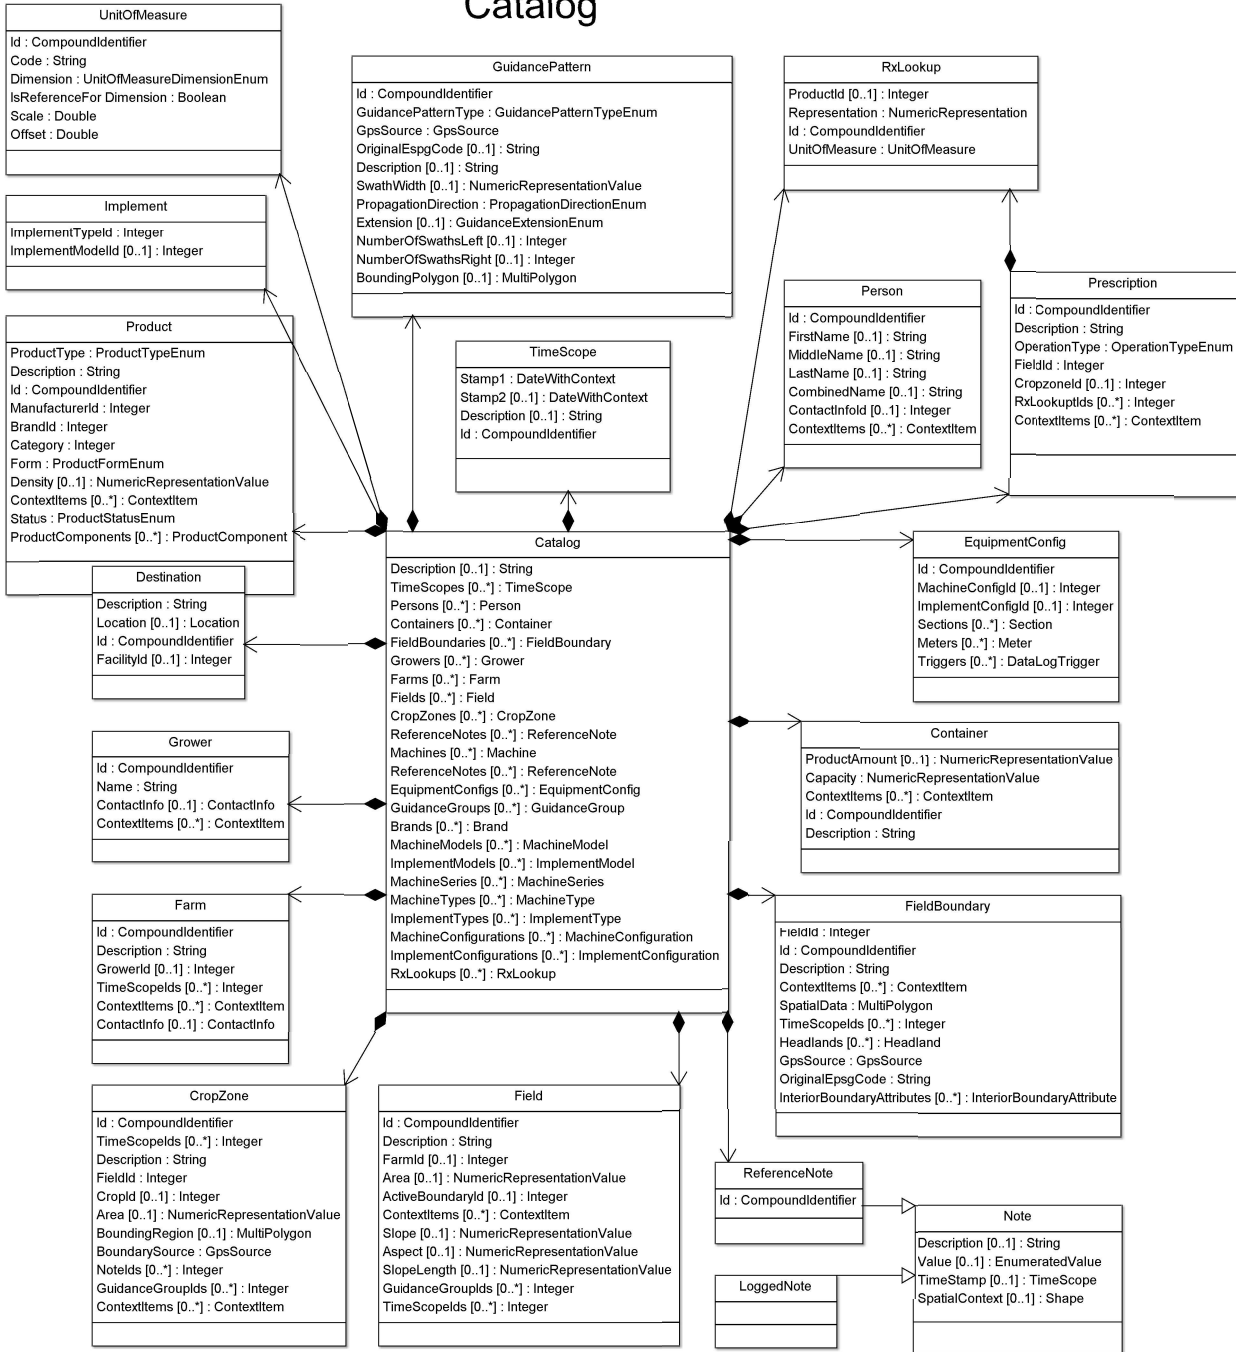 Catalog
UnitOfMeasure
Id : CompoundIdentifier
Code : String
Dimension : UnitOfMeasureDimensionEnum
IsReferenceFor Dimension : Boolean
Scale : Double
Offset : Double
GuidancePattern
Id : CompoundIdentifier
GuidancePatternType : GuidancePatternTypeEnum
GpsSource : GpsSource
OriginalEspgCode [0..1] : String
Description [0..1] : String
SwathWidth [0..1] : NumericRepresentationValue
PropagationDirection : PropagationDirectionEnum
Extension [0..1] : GuidanceExtensionEnum
NumberOfSwathsLeft [0..1] : Integer
NumberOfSwathsRight [0..1] : Integer
BoundingPolygon [0..1] : MultiPolygon
RxLookup
ProductId [0..1] : Integer
Representation : NumericRepresentation
Id : CompoundIdentifier
UnitOfMeasure : UnitOfMeasure
Implement
ImplementTypeId : Integer
ImplementModelId [0..1] : Integer
Person
Id : CompoundIdentifier
FirstName [0..1] : String
MiddleName [0..1] : String
LastName [0..1] : String
CombinedName [0..1] : String
ContactInfoId [0..1] : Integer
ContextItems [0..*] : ContextItem
Prescription
Id : CompoundIdentifier
Description : String
OperationType : OperationTypeEnum
FieldId : Integer
CropzoneId [0..1] : Integer
RxLookuptIds [0..*] : Integer
ContextItems [0..*] : ContextItem
Product
ProductType : ProductTypeEnum
Description : String
Id : CompoundIdentifier
ManufacturerId : Integer
BrandId : Integer
Category : Integer
Form : ProductFormEnum
Density [0..1] : NumericRepresentationValue
ContextItems [0..*] : ContextItem
Status : ProductStatusEnum
ProductComponents [0..*] : ProductComponent
TimeScope
Stamp1 : DateWithContext
Stamp2 [0..1] : DateWithContext
Description [0..1] : String
Id : CompoundIdentifier
Catalog
Description [0..1] : String
TimeScopes [0..*] : TimeScope
Persons [0..*] : Person
Containers [0..*] : Container
FieldBoundaries [0..*] : FieldBoundary
Growers [0..*] : Grower
Farms [0..*] : Farm
Fields [0..*] : Field
CropZones [0..*] : CropZone
ReferenceNotes [0..*] : ReferenceNote
Machines [0..*] : Machine
ReferenceNotes [0..*] : ReferenceNote
EquipmentConfigs [0..*] : EquipmentConfig
GuidanceGroups [0..*] : GuidanceGroup
Brands [0..*] : Brand
MachineModels [0..*] : MachineModel
ImplementModels [0..*] : ImplementModel
MachineSeries [0..*] : MachineSeries
MachineTypes [0..*] : MachineType
ImplementTypes [0..*] : ImplementType
MachineConfigurations [0..*] : MachineConfiguration
ImplementConfigurations [0..*] : ImplementConfiguration
RxLookups [0..*] : RxLookup
EquipmentConfig
Id : CompoundIdentifier
MachineConfigId [0..1] : Integer
ImplementConfigId [0..1] : Integer
Sections [0..*] : Section
Meters [0..*] : Meter
Triggers [0..*] : DataLogTrigger
Destination
Description : String
Location [0..1] : Location
Id : CompoundIdentifier
FacilityId [0..1] : Integer
Grower
Id : CompoundIdentifier
Name : String
ContactInfo [0..1] : ContactInfo
ContextItems [0..*] : ContextItem
Container
ProductAmount [0..1] : NumericRepresentationValue
Capacity : NumericRepresentationValue
ContextItems [0..*] : ContextItem
Id : CompoundIdentifier
Description : String
Farm
Id : CompoundIdentifier
Description : String
GrowerId [0..1] : Integer
TimeScopeIds [0..*] : Integer
ContextItems [0..*] : ContextItem
ContactInfo [0..1] : ContactInfo
FieldBoundary
FieldId : Integer
Id : CompoundIdentifier
Description : String
ContextItems [0..*] : ContextItem
SpatialData : MultiPolygon
TimeScopeIds [0..*] : Integer
Headlands [0..*] : Headland
GpsSource : GpsSource
OriginalEpsgCode : String
InteriorBoundaryAttributes [0..*] : InteriorBoundaryAttribute
CropZone
Id : CompoundIdentifier
TimeScopeIds [0..*] : Integer
Description : String
FieldId : Integer
CropId [0..1] : Integer
Area [0..1] : NumericRepresentationValue
BoundingRegion [0..1] : MultiPolygon
BoundarySource : GpsSource
NoteIds [0..*] : Integer
GuidanceGroupIds [0..*] : Integer
ContextItems [0..*] : ContextItem
Field
Id : CompoundIdentifier
Description : String
FarmId [0..1] : Integer
Area [0..1] : NumericRepresentationValue
ActiveBoundaryId [0..1] : Integer
ContextItems [0..*] : ContextItem
Slope [0..1] : NumericRepresentationValue
Aspect [0..1] : NumericRepresentationValue
SlopeLength [0..1] : NumericRepresentationValue
GuidanceGroupIds [0..*] : Integer
TimeScopeIds [0..*] : Integer
ReferenceNote
Id : CompoundIdentifier
LoggedNote
Note
Description [0..1] : String
Value [0..1] : EnumeratedValue
TimeStamp [0..1] : TimeScope
SpatialContext [0..1] : Shape